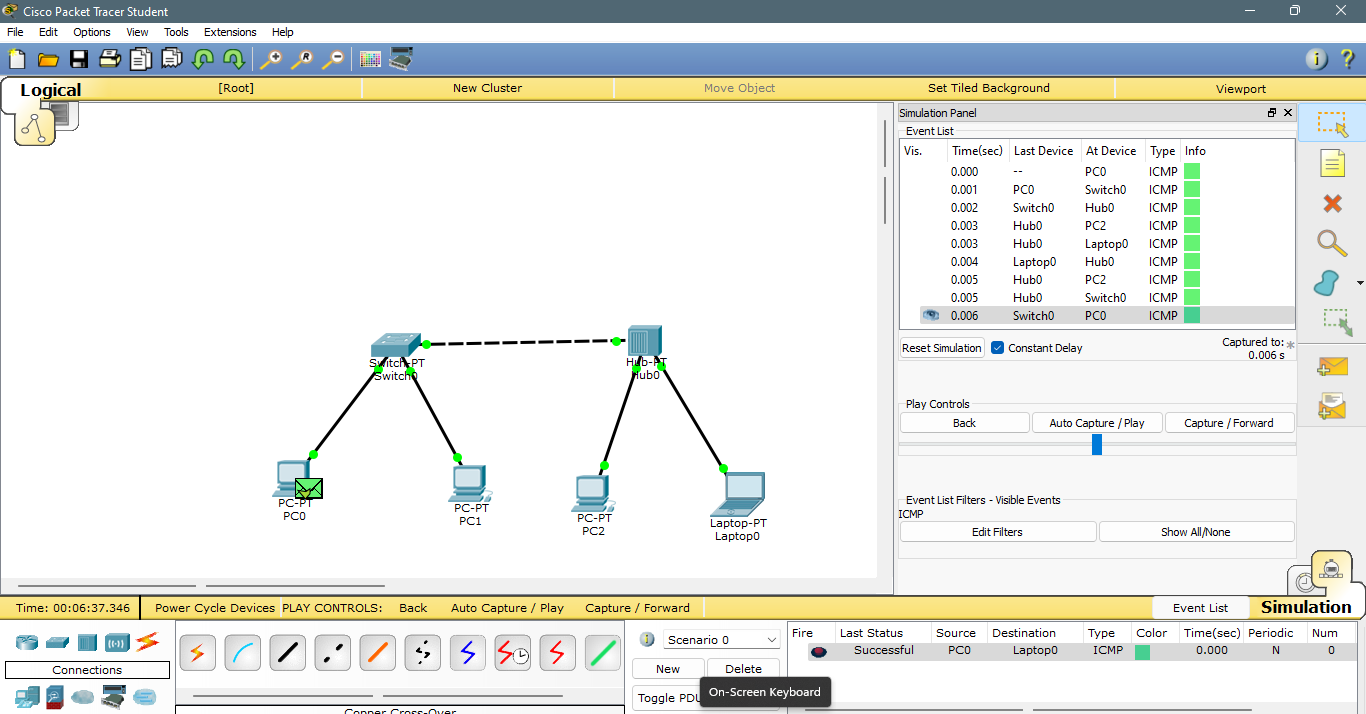 Cisco Packet Tracer Student
File Edit Options View Tools Extensions Help
Logical [Root] New Cluster Move Object Set Tiled Background Viewport
Simulation Panel
Event List
Vis. Time(sec) Last Device At Device Type Info
0.000 -- PC0 ICMP
0.001 PC0 Switch0 ICMP
0.002 Switch0 Hub0 ICMP
0.003 Hub0 PC2 ICMP
0.003 Hub0 Laptop0 ICMP
0.004 Laptop0 Hub0 ICMP
0.005 Hub0 PC2 ICMP
0.005 Hub0 Switch0 ICMP
0.006 Switch0 PC0 ICMP
Reset Simulation Constant Delay Captured to: *
0.006 s
Play Controls
Back Auto Capture / Play Capture / Forward
Event List Filters - Visible Events
ICMP
Edit Filters Show All/None
Switch-PT
Switch0
Hub-PT
Hub0
PC-PT
PC0
PC-PT
PC1
PC-PT
PC2
Laptop-PT
Laptop0
Time: 00:06:37.346 Power Cycle Devices PLAY CONTROLS: Back Auto Capture / Play Capture / Forward Event List Simulation
Connections
Copper Cross-Over
Scenario 0
New Delete
Toggle PDU
On-Screen Keyboard
Fire Last Status Source Destination Type Color Time(sec) Periodic Num
Successful PC0 Laptop0 ICMP 0.000 N 0